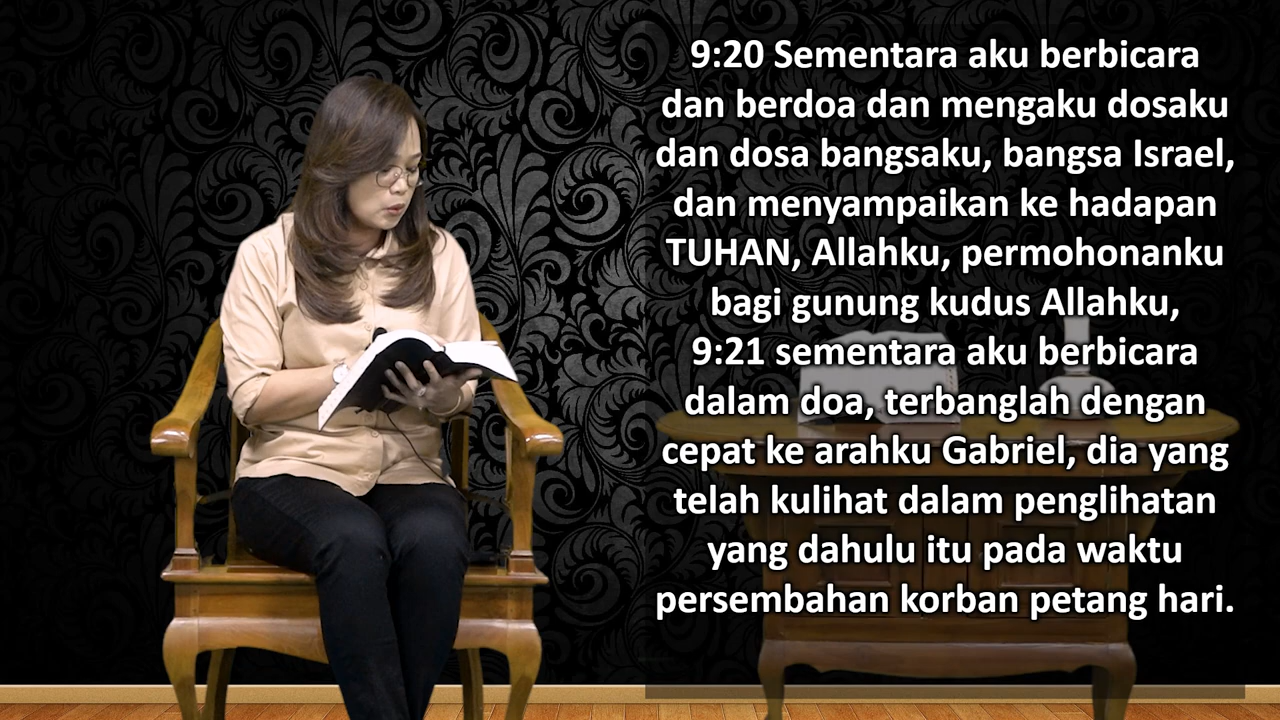 9:20 Sementara aku berbicara
dan berdoa dan mengaku dosaku
dan dosa bangsaku, bangsa Israel,
dan menyampaikan ke hadapan
TUHAN, Allahku, permohonanku
bagi gunung kudus Allahku,
9:21 sementara aku berbicara
dalam doa, terbanglah dengan
cepat ke arahku Gabriel, dia yang
telah kulihat dalam penglihatan
yang dahulu itu pada waktu
persembahan korban petang hari.